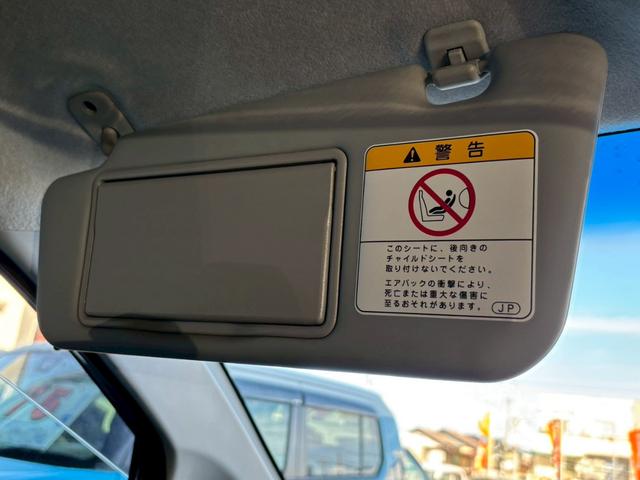 警告
このシートに、後向きの
チャイルドシートを
取り付けないでください。
エアバックの衝撃により、
死亡または重大な傷害に
至るおそれがあります。
JP